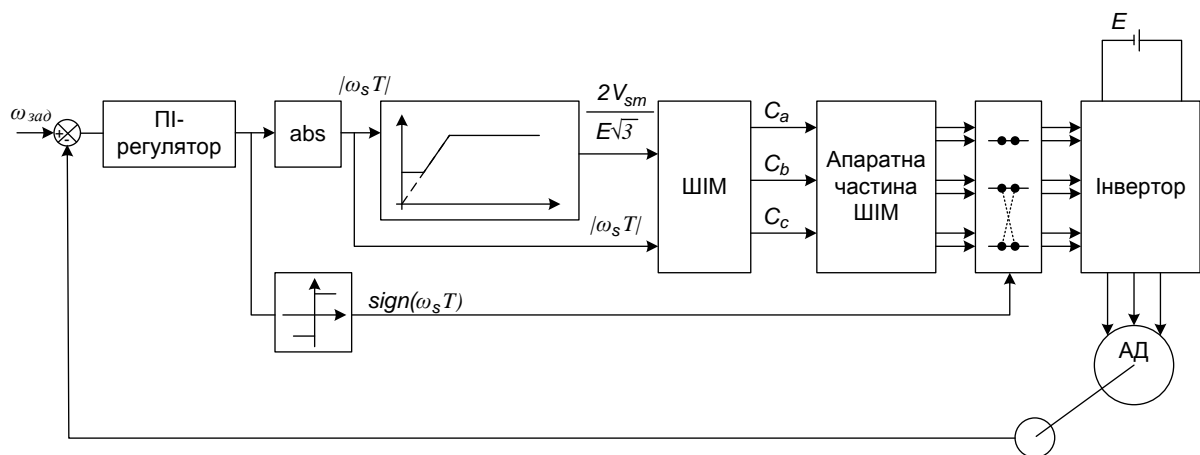 E
|ω_s T|
2V_sm
E√3
ω_зад
+
-
ПІ-
регулятор
abs
ШІМ
C_a
C_b
C_c
Апаратна
частина
ШІМ
Інвертор
|ω_s T|
sign(ω_s T)
АД